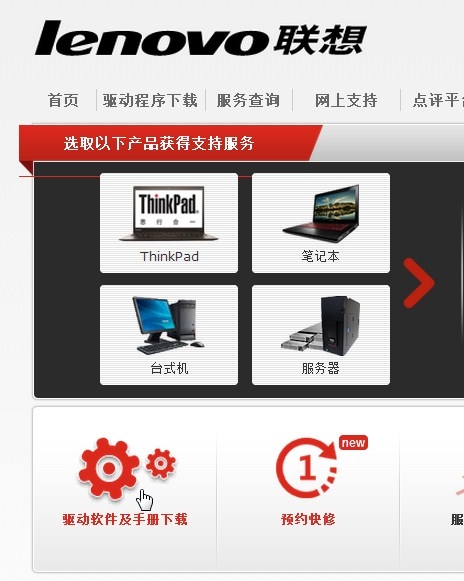 lenovo联想
首页 驱动程序下载 服务查询 网上支持 点评平台
选取以下产品获得支持服务
ThinkPad
思行合一
ThinkPad 笔记本
台式机 服务器
1 new
驱动软件及手册下载 预约快修 服